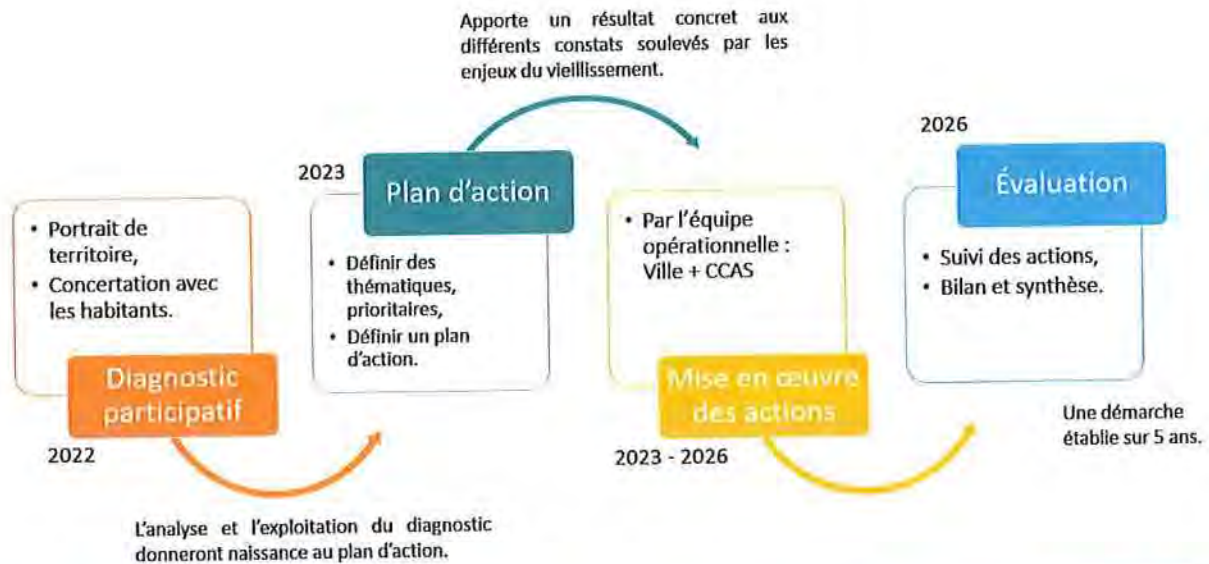 Apporte un résultat concret aux
différents constats soulevés par les
enjeux du vieillissement.
2023
Plan d'action
2026
Évaluation
• Portrait de
territoire,
• Concertation avec
les habitants.
• Définir des
thématiques,
prioritaires,
• Définir un plan
d'action.
• Par l'équipe
opérationnelle :
Ville + CCAS
• Suivi des actions,
• Bilan et synthèse.
Diagnostic
participatif
2022
Mise en œuvre
des actions
2023 - 2026
Une démarche
établie sur 5 ans.
L'analyse et l'exploitation du diagnostic
donneront naissance au plan d'action.